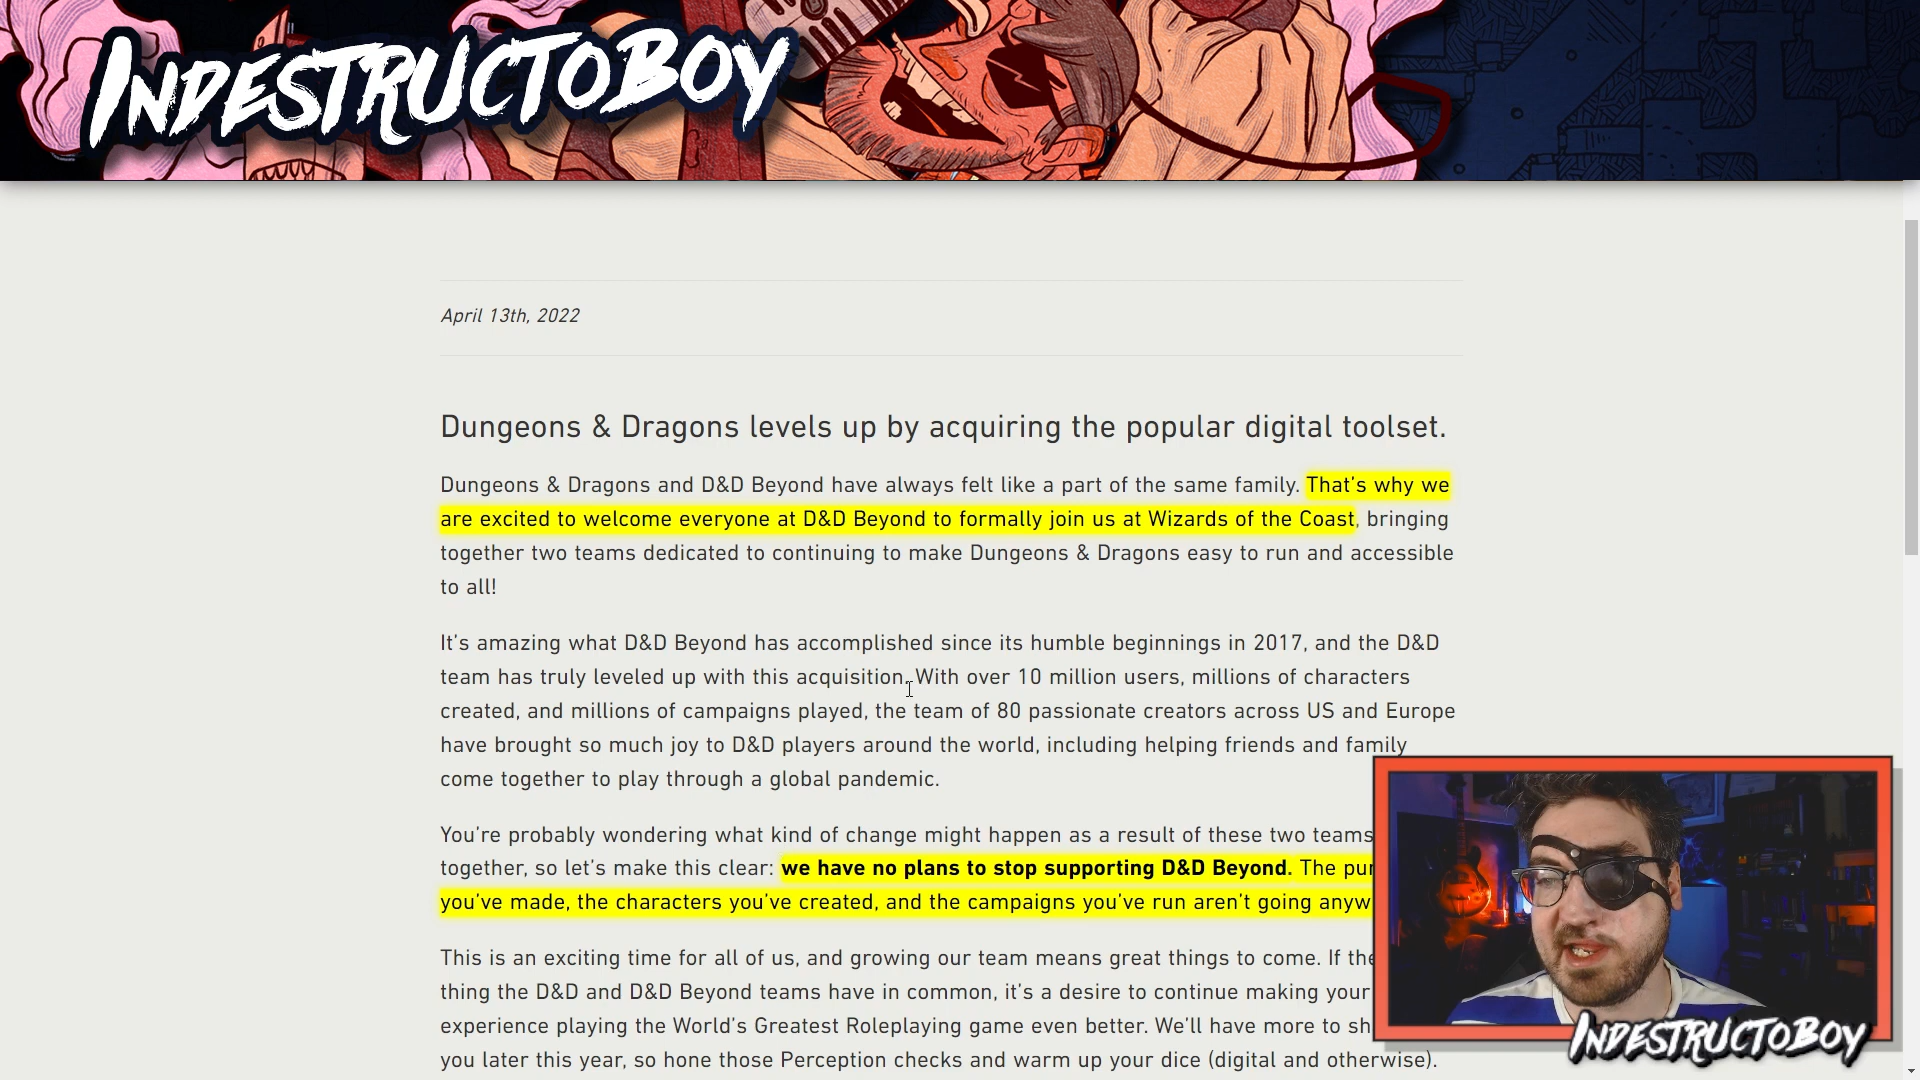 INDESTRUCTOBOY
April 13th, 2022
Dungeons & Dragons levels up by acquiring the popular digital toolset.
Dungeons & Dragons and D&D Beyond have always felt like a part of the same family. That’s why we
are excited to welcome everyone at D&D Beyond to formally join us at Wizards of the Coast, bringing
together two teams dedicated to continuing to make Dungeons & Dragons easy to run and accessible
to all!
It’s amazing what D&D Beyond has accomplished since its humble beginnings in 2017, and the D&D
team has truly leveled up with this acquisition. With over 10 million users, millions of characters
created, and millions of campaigns played, the team of 80 passionate creators across US and Europe
have brought so much joy to D&D players around the world, including helping friends and family
come together to play through a global pandemic.
You’re probably wondering what kind of change might happen as a result of these two teams
together, so let’s make this clear: we have no plans to stop supporting D&D Beyond. The
you’ve made, the characters you’ve created, and the campaigns you’ve run aren’t going
This is an exciting time for all of us, and growing our team means great things to come. If
thing the D&D and D&D Beyond teams have in common, it’s a desire to continue making your
experience playing the World’s Greatest Roleplaying game even better. We’ll have more to
you later this year, so hone those Perception checks and warm up your dice (digital and otherwise).
INDESTRUCTOBOY